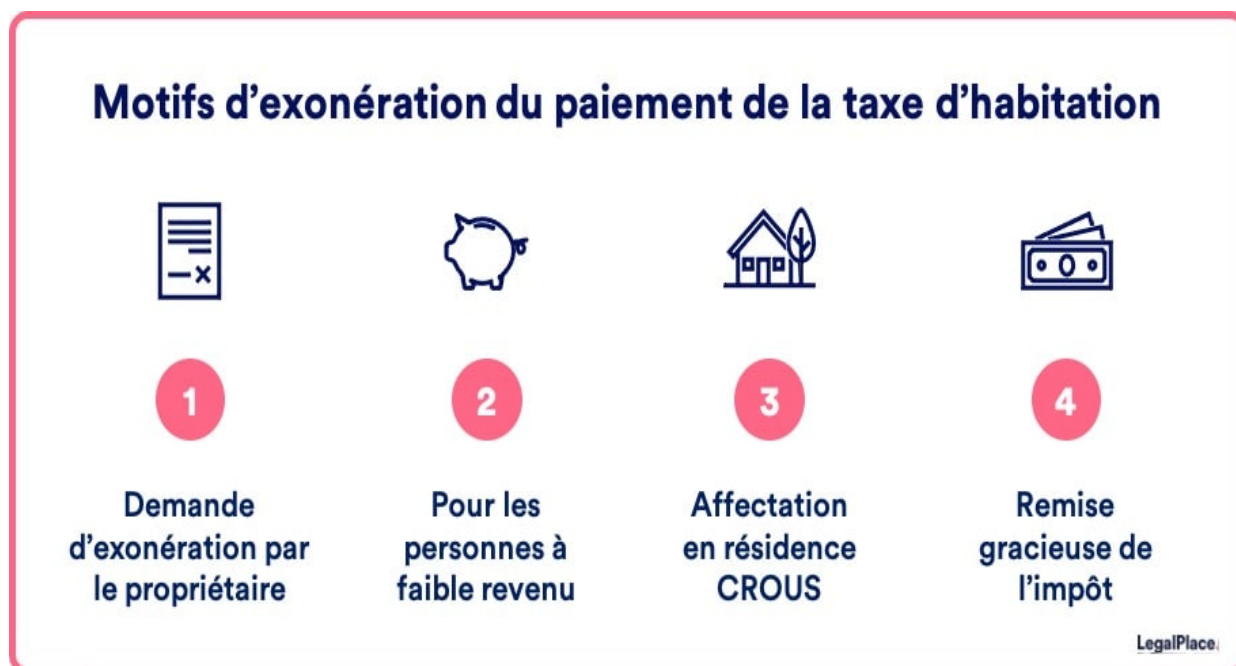 Motifs d'exonération du paiement de la taxe d'habitation
1
Demande
d'exonération par
le propriétaire
2
Pour les
personnes à
faible revenu
3
Affectation
en résidence
CROUS
4
Remise
gracieuse de
l'impôt
LegalPlace.